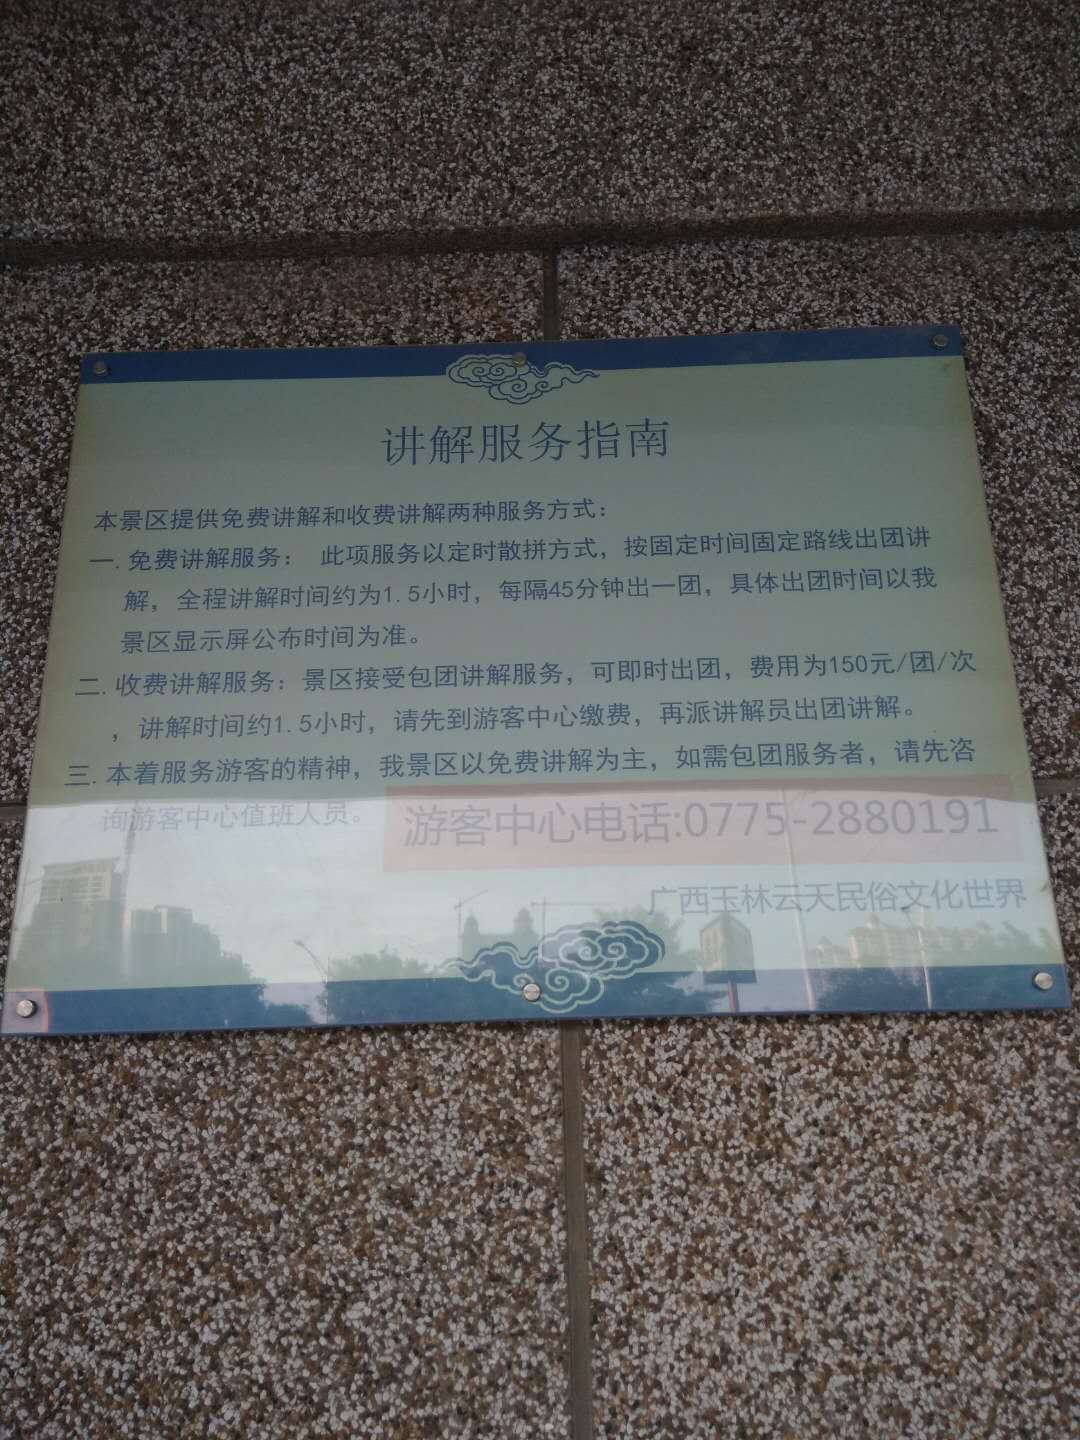 讲解服务指南
本景区提供免费讲解和收费讲解两种服务方式：
一. 免费讲解服务： 此项服务以定时散拼方式，按固定时间固定路线出团讲
解，全程讲解时间约为1.5小时，每隔45分钟出一团，具体出团时间以我
景区显示屏公布时间为准。
二. 收费讲解服务：景区接受包团讲解服务，可即时出团，费用为150元/团/次
，讲解时间约1.5小时，请先到游客中心缴费，再派讲解员出团讲解。
三. 本着服务游客的精神，我景区以免费讲解为主，如需包团服务者，请先咨
询游客中心值班人员。
游客中心电话:0775-2880191
广西玉林云天民俗文化世界